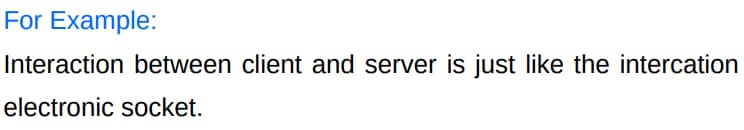 For Example:
Interaction between client and server is just like the intercation
electronic socket.